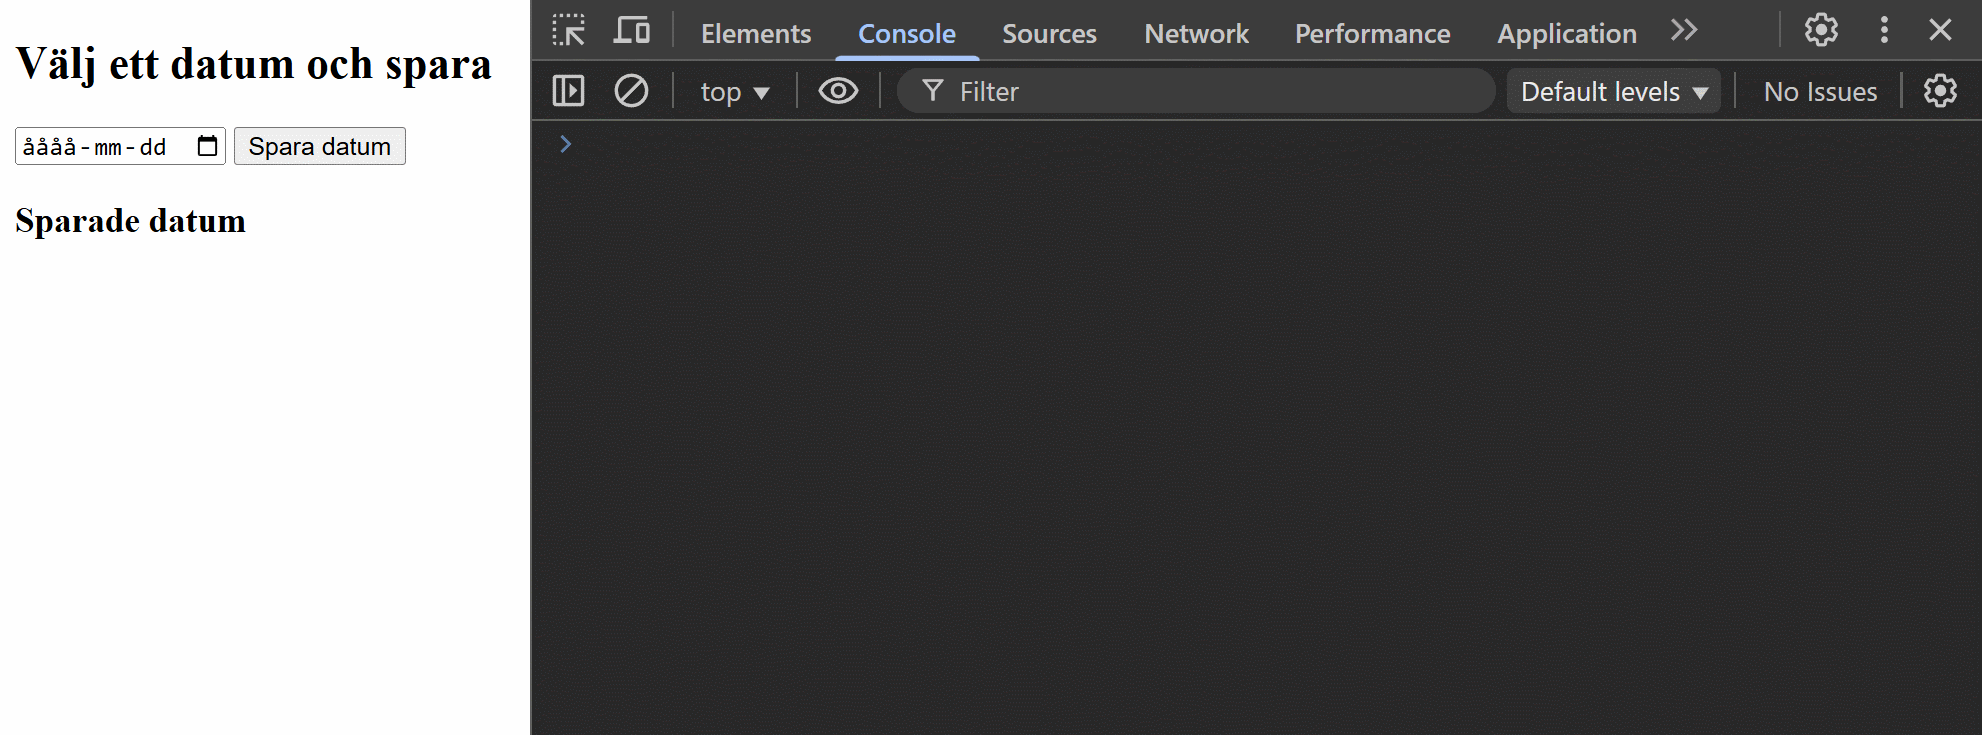 Välj ett datum och spara
åååå-mm-dd Spara datum
Sparade datum
Elements Console Sources Network Performance Application
top Filter Default levels No Issues